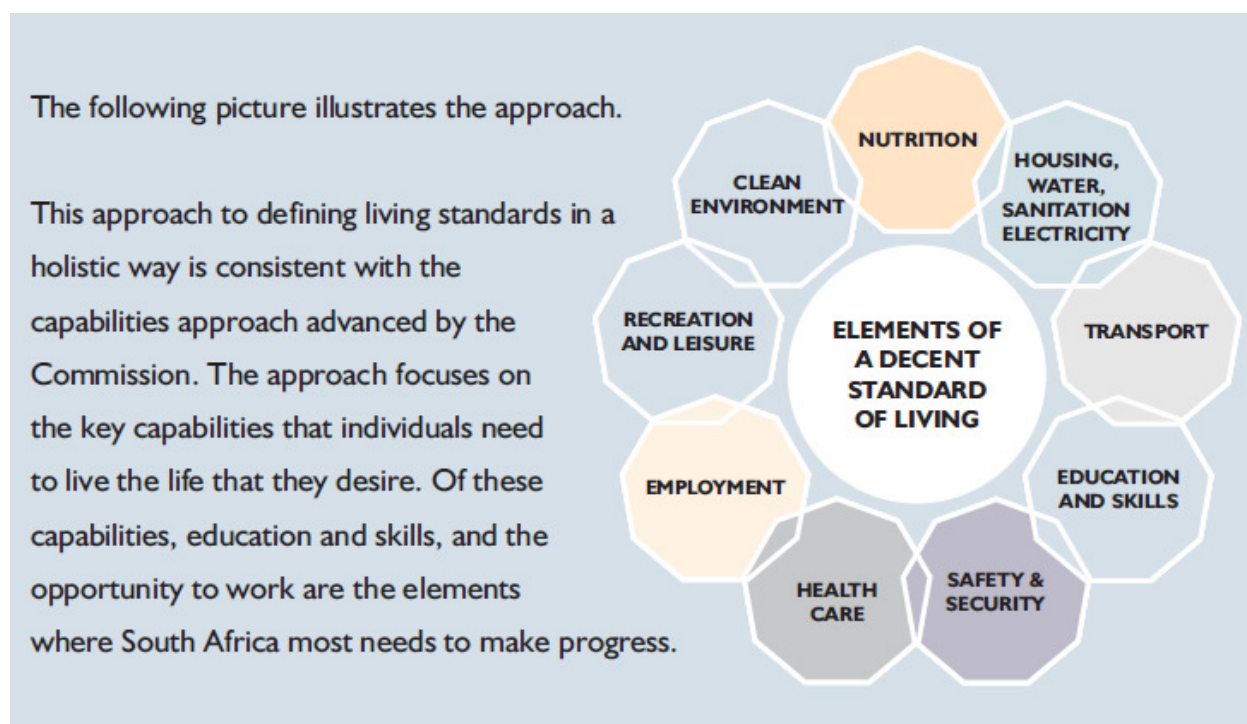 The following picture illustrates the approach.
This approach to defining living standards in a
holistic way is consistent with the
capabilities approach advanced by the
Commission. The approach focuses on
the key capabilities that individuals need
to live the life that they desire. Of these
capabilities, education and skills, and the
opportunity to work are the elements
where South Africa most needs to make progress.
NUTRITION
HOUSING,
WATER,
SANITATION
ELECTRICITY
TRANSPORT
EDUCATION
AND SKILLS
SAFETY &
SECURITY
HEALTH
CARE
EMPLOYMENT
RECREATION
AND LEISURE
CLEAN
ENVIRONMENT
ELEMENTS OF
A DECENT
STANDARD
OF LIVING